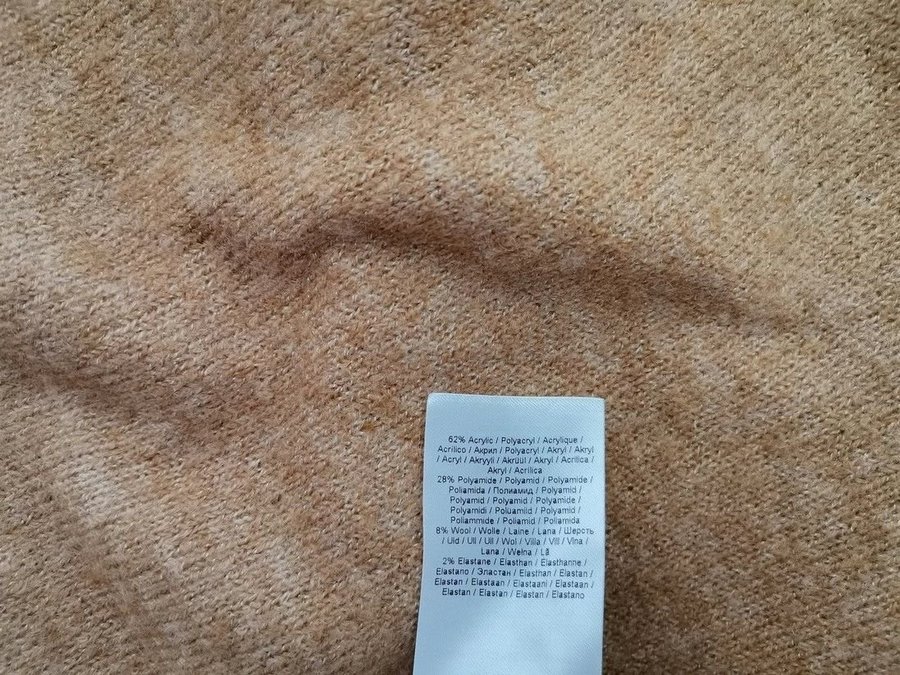 62% Acrylic / Polyacryl / Acrylique /
Acrilico / Акрил / Polyacryl / Akryl / Akryl
/ Acryl / Akryyli / Akrüül / Akryl / Acrilica /
Akryl / Acrilica
28% Polyamide / Polyamid / Polyamide /
Poliamida / Полиамид / Polyamid /
Polyamid / Polyamid / Polyamide /
Polyamidi / Polüamiid / Polyamid /
Poliammide / Poliamid / Poliamida
8% Wool / Wolle / Laine / Lana / Шерсть
/ Uld / Ull / Ull / Wol / Villa / Vill / Vlna /
Lana / Wełna / Lã
2% Elastane / Elasthan / Elasthanne /
Elastano / Эластан / Elasthan / Elastan /
Elastan / Elastaan / Elastaani / Elastaan /
Elastan / Elastan / Elastan / Elastano